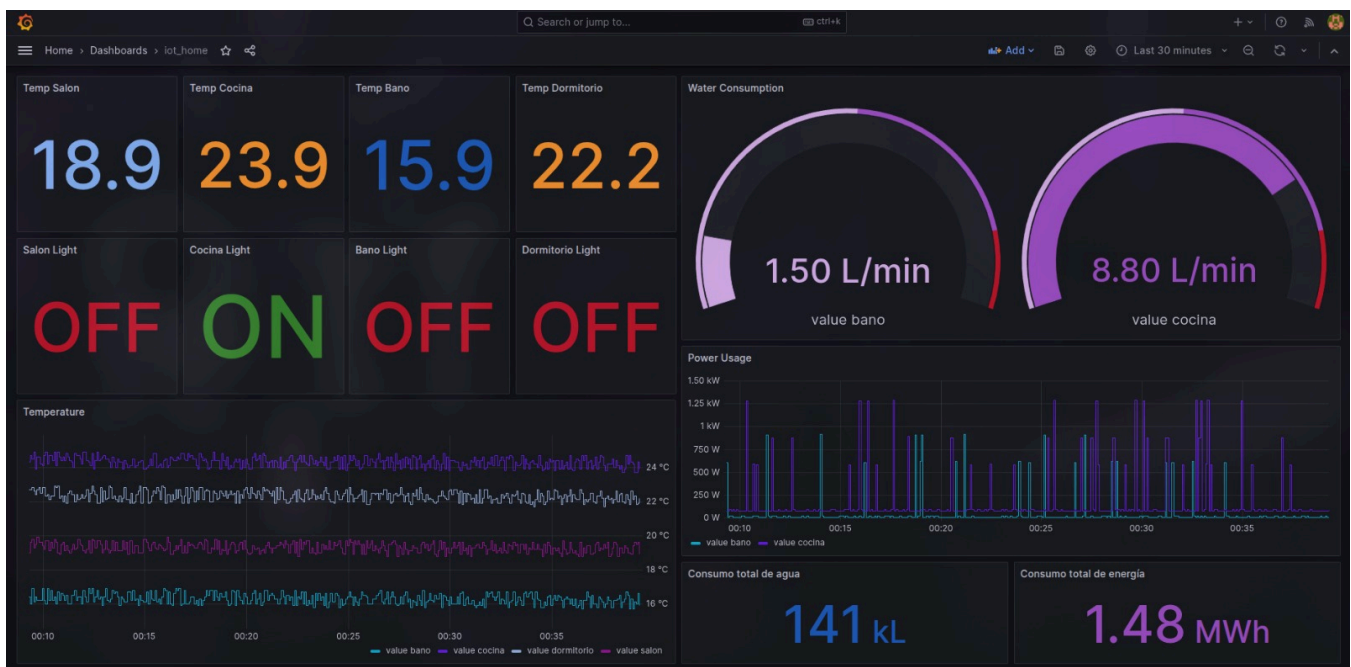 Search or jump to...
ctrl+k
Home › Dashboards › iot_home
Add
Last 30 minutes
Temp Salon
18.9
Temp Cocina
23.9
Temp Bano
15.9
Temp Dormitorio
22.2
Salon Light
OFF
Cocina Light
ON
Bano Light
OFF
Dormitorio Light
OFF
Temperature
24 °C
22 °C
20 °C
18 °C
16 °C
00:10 00:15 00:20 00:25 00:30 00:35
value bano value cocina value dormitorio value salon
Water Consumption
1.50 L/min
value bano
8.80 L/min
value cocina
Power Usage
1.50 kW
1.25 kW
1 kW
750 W
500 W
250 W
0 W
00:10 00:15 00:20 00:25 00:30 00:35
value bano value cocina
Consumo total de agua
141 kL
Consumo total de energía
1.48 MWh